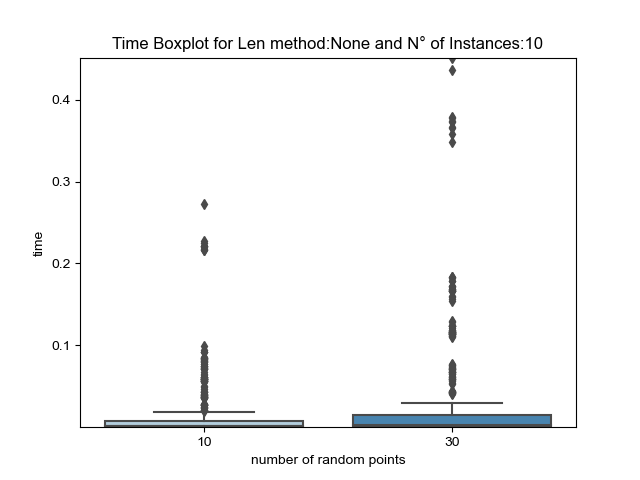 Time Boxplot for Len method:None and N° of Instances:10
0.4
0.3
0.2
0.1
time
10
30
number of random points